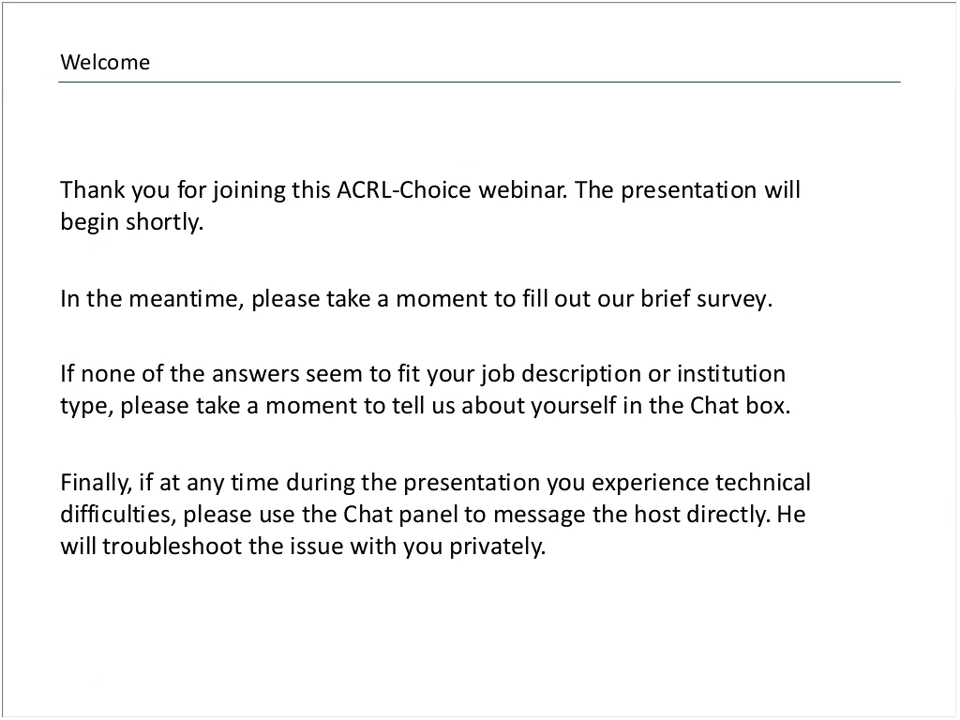 Welcome
Thank you for joining this ACRL-Choice webinar. The presentation will
begin shortly.
In the meantime, please take a moment to fill out our brief survey.
If none of the answers seem to fit your job description or institution
type, please take a moment to tell us about yourself in the Chat box.
Finally, if at any time during the presentation you experience technical
difficulties, please use the Chat panel to message the host directly. He
will troubleshoot the issue with you privately.